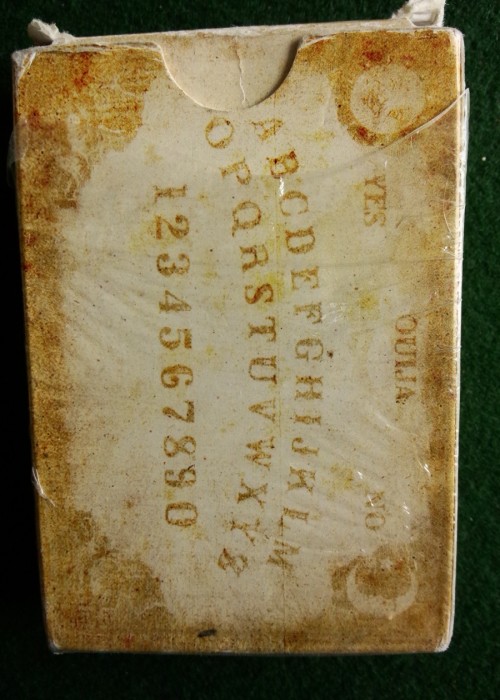 OUIJA
YES NO
ABCDEFGHIJKLM
OPQRSTUVWXYZ
1234567890